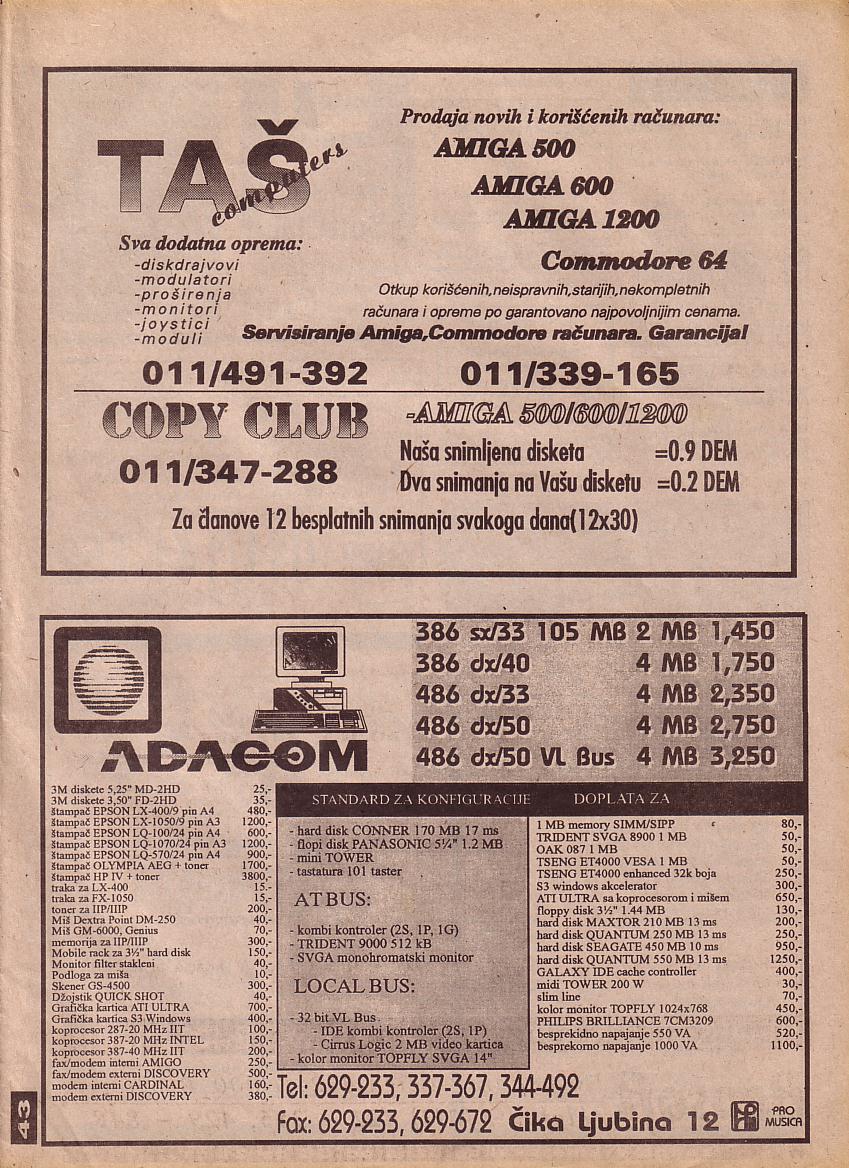 TAŠ
computers
Prodaja novih i korišćenih računara:
AMIGA 500
AMIGA 600
AMIGA 1200
Commodore 64
Sva dodatna oprema:
-diskdrajvovi
-modulatori
-proširenja
-monitori
-joystici
-moduli
Otkup korišćenih,neispravnih,starijih,nekompletnih
računara i opreme po garantovano najpovoljnijim cenama.
Servisiranje Amiga,Commodore računara. Garancija!
011/491-392 011/339-165
COPY CLUB
011/347-288
-AMIGA 500/600/1200
Naša snimljena disketa =0.9 DEM
Dva snimanja na Vašu disketu =0.2 DEM
Za članove 12 besplatnih snimanja svakoga dana(12x30)
ADACOM
386 sx/33 105 MB 2 MB 1,450
386 dx/40 4 MB 1,750
486 dx/33 4 MB 2,350
486 dx/50 4 MB 2,750
486 dx/50 VL Bus 4 MB 3,250
3M diskete 5,25" MD-2HD 25,-
3M diskete 3,50" FD-2HD 35,-
štampač EPSON LX-400/9 pin A4 480,-
štampač EPSON LX-1050/9 pin A3 1200,-
štampač EPSON LQ-100/24 pin A4 600,-
štampač EPSON LQ-1070/24 pin A3 1200,-
štampač EPSON LQ-570/24 pin A4 900,-
štampač OLYMPIA AEG + toner 1700,-
štampač HP IV + toner 3800,-
traka za LX-400 15.-
traka za FX-1050 15,-
toner za IIP/IIIP 200,-
Miš Dextra Point DM-250 40,-
Miš GM-6000, Genius 70,-
memorija za IIP/IIIP 300,-
Mobile rack za 3½" hard disk 150,-
Monitor filter stakleni 40,-
Podloga za miša 10,-
Skener GS-4500 300,-
Džojstik QUICK SHOT 40,-
Grafička kartica ATI ULTRA 700,-
Grafička kartica S3 Windows 400,-
koprocesor 287-20 MHz IIT 100,-
koprocesor 387-20 MHz INTEL 150,-
koprocesor 387-40 MHz IIT 200,-
fax/modem interni AMIGO 250,-
fax/modem externi DISCOVERY 500,-
modem interni CARDINAL 160,-
modem externi DISCOVERY 380,-
STANDARD ZA KONFIGURACIJE
- hard disk CONNER 170 MB 17 ms
- flopi disk PANASONIC 5¼" 1.2 MB
- mini TOWER
- tastatura 101 taster
AT BUS:
- kombi kontroler (2S, 1P, 1G)
- TRIDENT 9000 512 kB
- SVGA monohromatski monitor
LOCAL BUS:
- 32 bit VL Bus
- IDE kombi kontroler (2S, 1P)
- Cirrus Logic 2 MB video kartica
- kolor monitor TOPFLY SVGA 14"
DOPLATA ZA
1 MB memory SIMM/SIPP 80,-
TRIDENT SVGA 8900 1 MB 50,-
OAK 087 1 MB 50,-
TSENG ET4000 VESA 1 MB 50,-
TSENG ET4000 enhanced 32k boja 250,-
S3 windows akcelerator 300,-
ATI ULTRA sa koprocesorom i mišem 650,-
floppy disk 3½" 1.44 MB 130,-
hard disk MAXTOR 210 MB 13 ms 200,-
hard disk QUANTUM 250 MB 13 ms 250,-
hard disk SEAGATE 450 MB 10 ms 950,-
hard disk QUANTUM 550 MB 13 ms 1250,-
GALAXY IDE cache controller 400,-
midi TOWER 200 W 30,-
slim line 70,-
kolor monitor TOPFLY 1024x768 450,-
PHILIPS BRILLIANCE 7CM3209 600,-
besprekidno napajanje 550 VA 520,-
besprekorno napajanje 1000 VA 1100,-
Tel: 629-233, 337-367, 344-492
Fax: 629-233, 629-672 Čika Ljubina 12
PRO
MUSICA
43